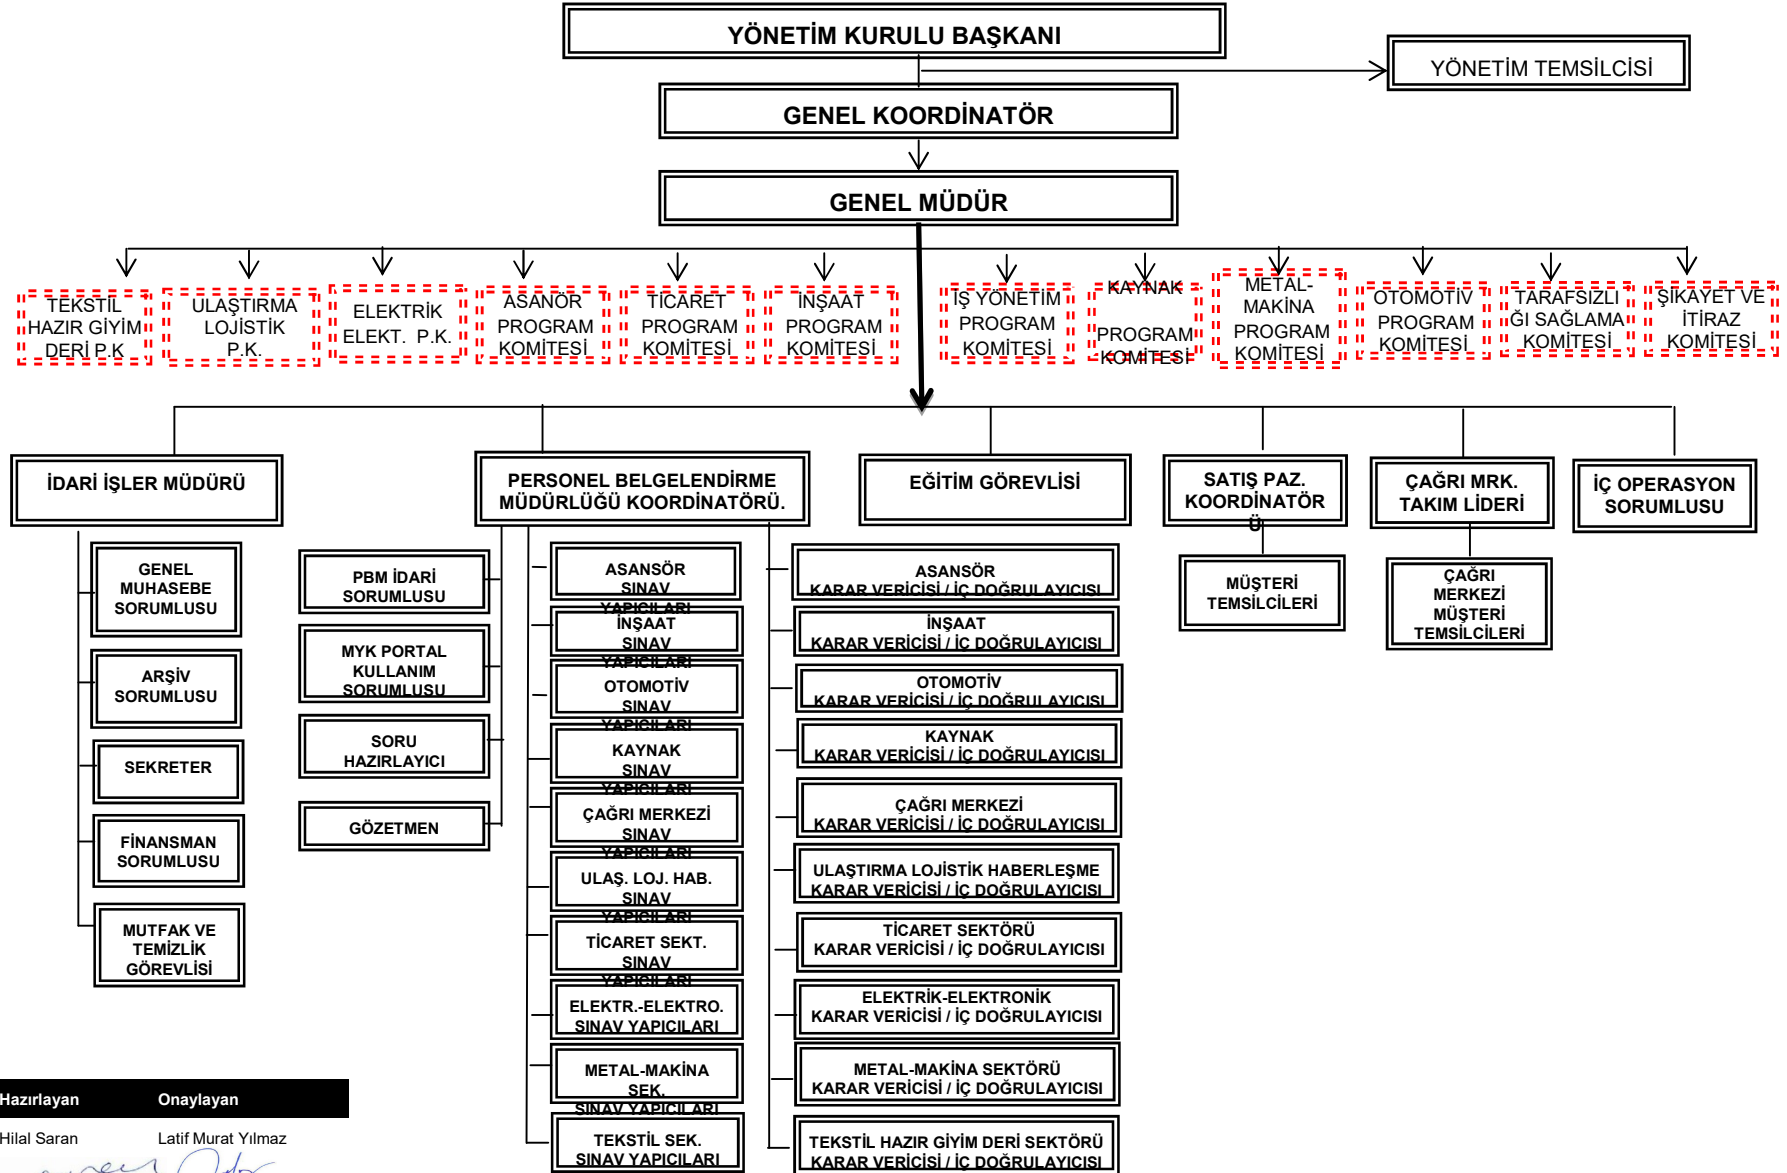 YÖNETİM KURULU BAŞKANI
YÖNETİM TEMSİLCİSİ
GENEL KOORDİNATÖR
GENEL MÜDÜR
TEKSTİL
HAZIR GİYİM
DERİ P.K
ULAŞTIRMA
LOJİSTİK
P.K.
ELEKTRİK
ELEKT. P.K.
ASANÖR
PROGRAM
KOMİTESİ
TİCARET
PROGRAM
KOMİTESİ
İNŞAAT
PROGRAM
KOMİTESİ
İŞ YÖNETİM
PROGRAM
KOMİTESİ
KAYNAK
PROGRAM
KOMİTESİ
METAL-
MAKİNA
PROGRAM
KOMİTESİ
OTOMOTİV
PROGRAM
KOMİTESİ
TARAFSIZLI
ĞI SAĞLAMA
KOMİTESİ
ŞİKAYET VE
İTİRAZ
KOMİTESİ
İDARİ İŞLER MÜDÜRÜ
PERSONEL BELGELENDİRME
MÜDÜRLÜĞÜ KOORDİNATÖRÜ.
EĞİTİM GÖREVLİSİ
SATIŞ PAZ.
KOORDİNATÖR
Ü
ÇAĞRI MRK.
TAKIM LİDERİ
İÇ OPERASYON
SORUMLUSU
GENEL
MUHASEBE
SORUMLUSU
ARŞİV
SORUMLUSU
SEKRETER
FİNANSMAN
SORUMLUSU
MUTFAK VE
TEMİZLİK
GÖREVLİSİ
PBM İDARİ
SORUMLUSU
MYK PORTAL
KULLANIM
SORUMLUSU
SORU
HAZIRLAYICI
GÖZETMEN
ASANSÖR
SINAV
YAPICILARI
İNŞAAT
SINAV
YAPICILARI
OTOMOTİV
SINAV
YAPICILARI
KAYNAK
SINAV
YAPICILARI
ÇAĞRI MERKEZİ
SINAV
YAPICILARI
ULAŞ. LOJ. HAB.
SINAV
YAPICILARI
TİCARET SEKT.
SINAV
YAPICILARI
ELEKTR.-ELEKTRO.
SINAV YAPICILARI
METAL-MAKİNA
SEK.
SINAV YAPICILARI
TEKSTİL SEK.
SINAV YAPICILARI
ASANSÖR
KARAR VERİCİSİ / İÇ DOĞRULAYICISI
İNŞAAT
KARAR VERİCİSİ / İÇ DOĞRULAYICISI
OTOMOTİV
KARAR VERİCİSİ / İÇ DOĞRULAYICISI
KAYNAK
KARAR VERİCİSİ / İÇ DOĞRULAYICISI
ÇAĞRI MERKEZİ
KARAR VERİCİSİ / İÇ DOĞRULAYICISI
ULAŞTIRMA LOJİSTİK HABERLEŞME
KARAR VERİCİSİ / İÇ DOĞRULAYICISI
TİCARET SEKTÖRÜ
KARAR VERİCİSİ / İÇ DOĞRULAYICISI
ELEKTRİK-ELEKTRONİK
KARAR VERİCİSİ / İÇ DOĞRULAYICISI
METAL-MAKİNA SEKTÖRÜ
KARAR VERİCİSİ / İÇ DOĞRULAYICISI
TEKSTİL HAZIR GİYİM DERİ SEKTÖRÜ
KARAR VERİCİSİ / İÇ DOĞRULAYICISI
MÜŞTERİ
TEMSİLCİLERİ
ÇAĞRI
MERKEZİ
MÜŞTERİ
TEMSİLCİLERİ
Hazırlayan Onaylayan
Hilal Saran Latif Murat Yılmaz